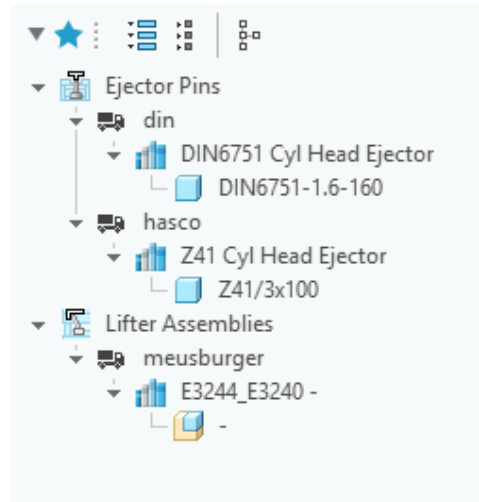 Ejector Pins
din
DIN6751 Cyl Head Ejector
DIN6751-1.6-160
hasco
Z41 Cyl Head Ejector
Z41/3x100
Lifter Assemblies
meusburger
E3244_E3240 -
-